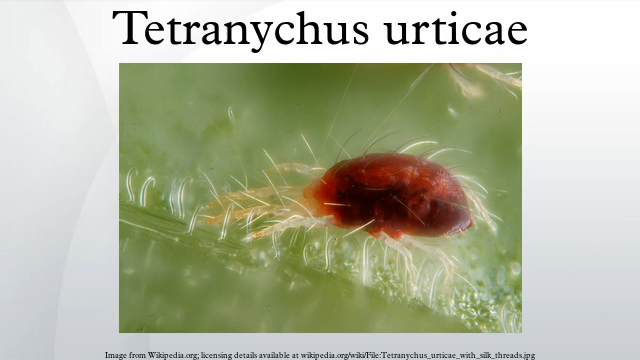 Tetranychus urticae
Image from Wikipedia.org; licensing details available at wikipedia.org/wiki/File:Tetranychus_urticae_with_silk_threads.jpg